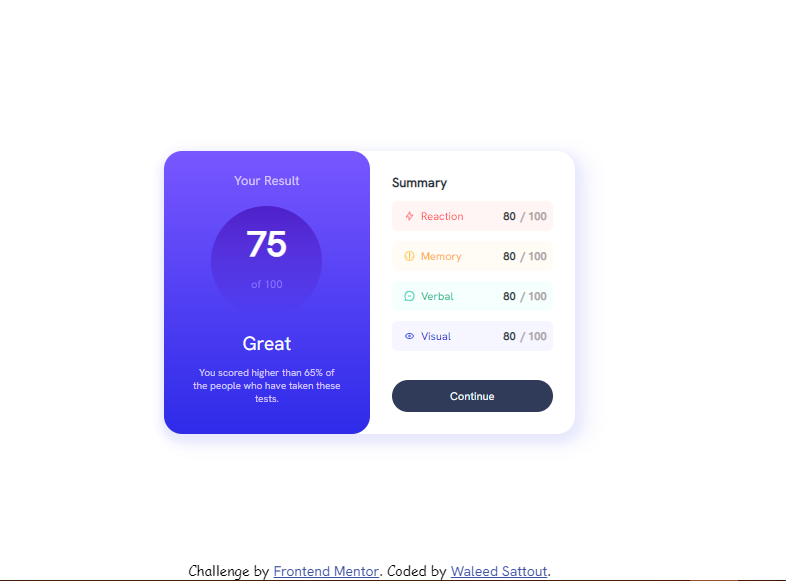 Your Result
75
of 100
Great
You scored higher than 65% of
the people who have taken these
tests.
Summary
Reaction 80 / 100
Memory 80 / 100
Verbal 80 / 100
Visual 80 / 100
Continue
Challenge by Frontend Mentor. Coded by Waleed Sattout.